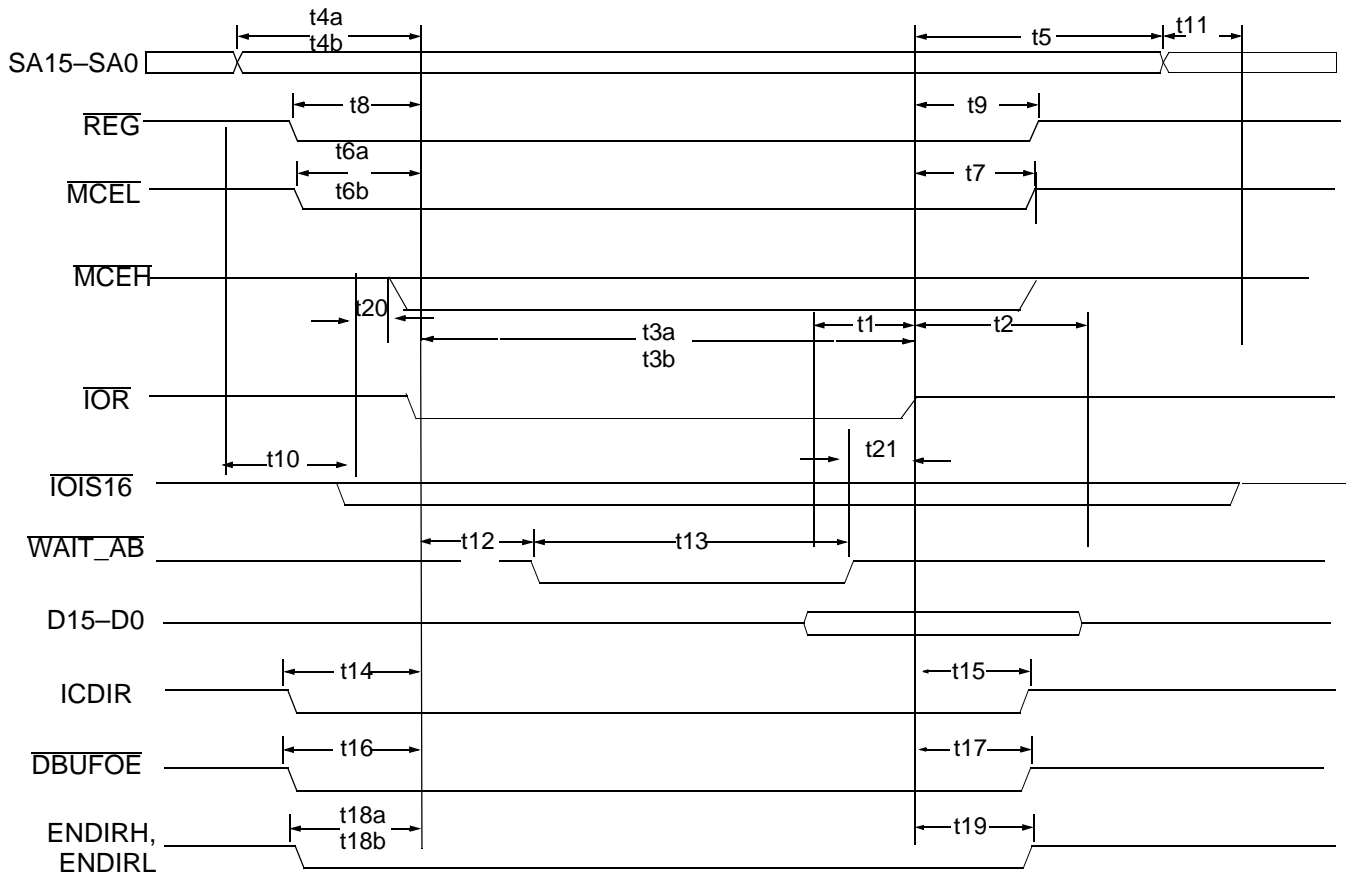 t4a
t4b
t5
t11
SA15–SA0
t8
t9
REG
t6a
t6b
t7
MCEL
MCEH
t20
t1
t2
t3a
t3b
IOR
t21
t10
IOIS16
t12
t13
WAIT_AB
D15–D0
t14
t15
ICDIR
t16
t17
DBUFOE
t18a
t18b
t19
ENDIRH,
ENDIRL